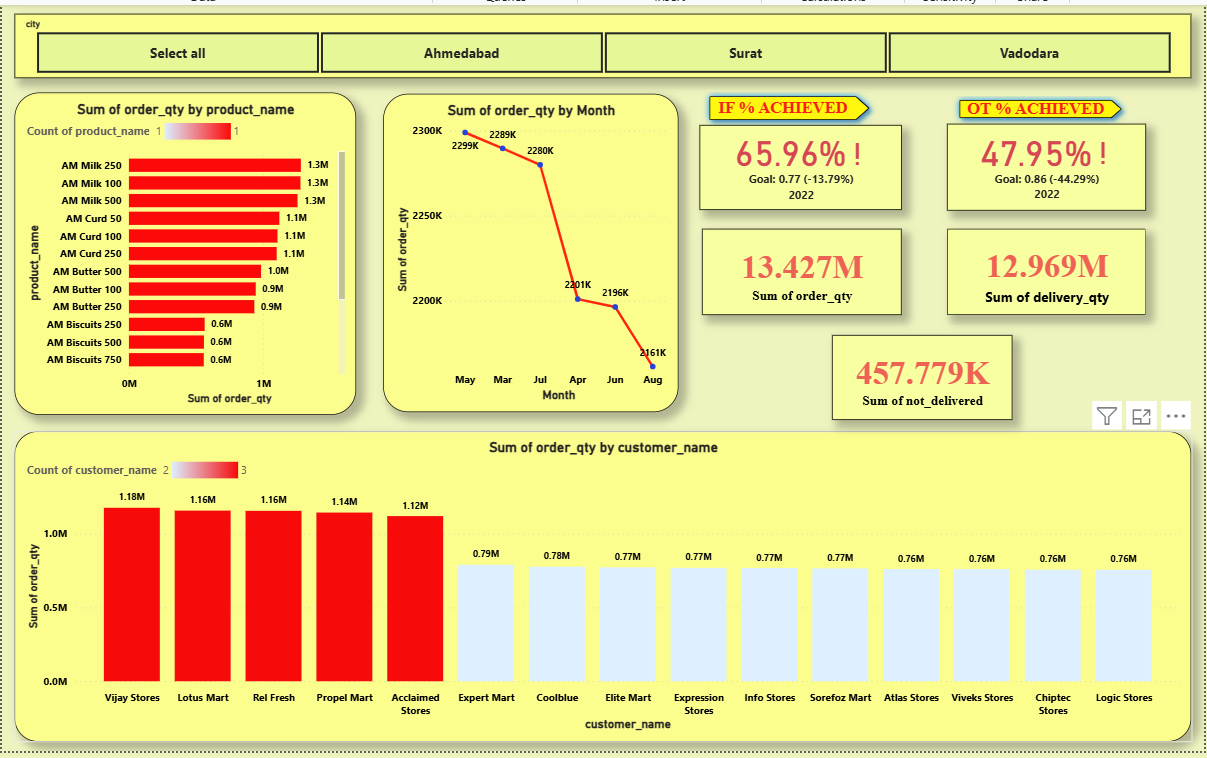 city
Select all
Ahmedabad
Surat
Vadodara
Sum of order_qty by product_name
Count of product_name 1 1
product_name
AM Milk 250 1.3M
AM Milk 100 1.3M
AM Milk 500 1.3M
AM Curd 50 1.1M
AM Curd 100 1.1M
AM Curd 250 1.1M
AM Butter 500 1.0M
AM Butter 100 0.9M
AM Butter 250 0.9M
AM Biscuits 250 0.6M
AM Biscuits 500 0.6M
AM Biscuits 750 0.6M
0M 1M
Sum of order_qty
Sum of order_qty by Month
Sum of order_qty
2300K
2250K
2200K
2299K
2289K
2280K
2201K
2196K
2161K
May Mar Jul Apr Jun Aug
Month
IF % ACHIEVED
65.96% !
Goal: 0.77 (-13.79%)
2022
OT % ACHIEVED
47.95% !
Goal: 0.86 (-44.29%)
2022
13.427M
Sum of order_qty
12.969M
Sum of delivery_qty
457.779K
Sum of not_delivered
Sum of order_qty by customer_name
Count of customer_name 2 3
Sum of order_qty
1.0M
0.5M
0.0M
1.18M 1.16M 1.16M 1.14M 1.12M 0.79M 0.78M 0.77M 0.77M 0.77M 0.77M 0.76M 0.76M 0.76M 0.76M
Vijay Stores Lotus Mart Rel Fresh Propel Mart Acclaimed Expert Mart Coolblue Elite Mart Expression Info Stores Sorefoz Mart Atlas Stores Viveks Stores Chiptec Logic Stores
Stores Stores Stores
customer_name